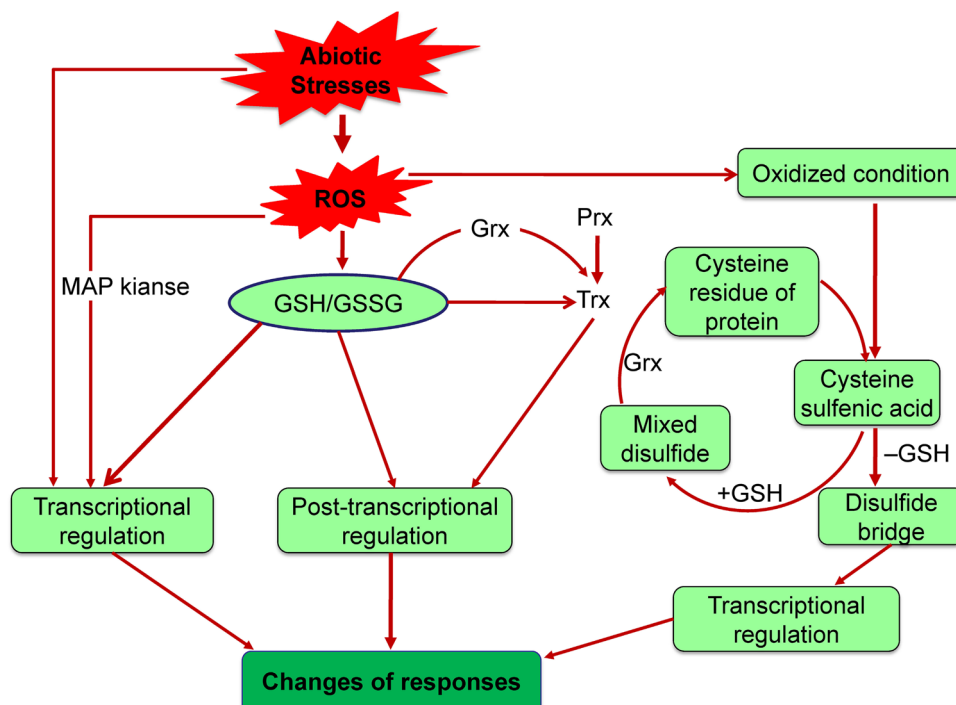 Abiotic
Stresses
ROS
Oxidized condition
Grx
Prx
MAP kianse
GSH/GSSG
Trx
Cysteine
residue of
protein
Grx
Cysteine
sulfenic acid
Mixed
disulfide
–GSH
+GSH
Transcriptional
regulation
Post-transcriptional
regulation
Disulfide
bridge
Transcriptional
regulation
Changes of responses